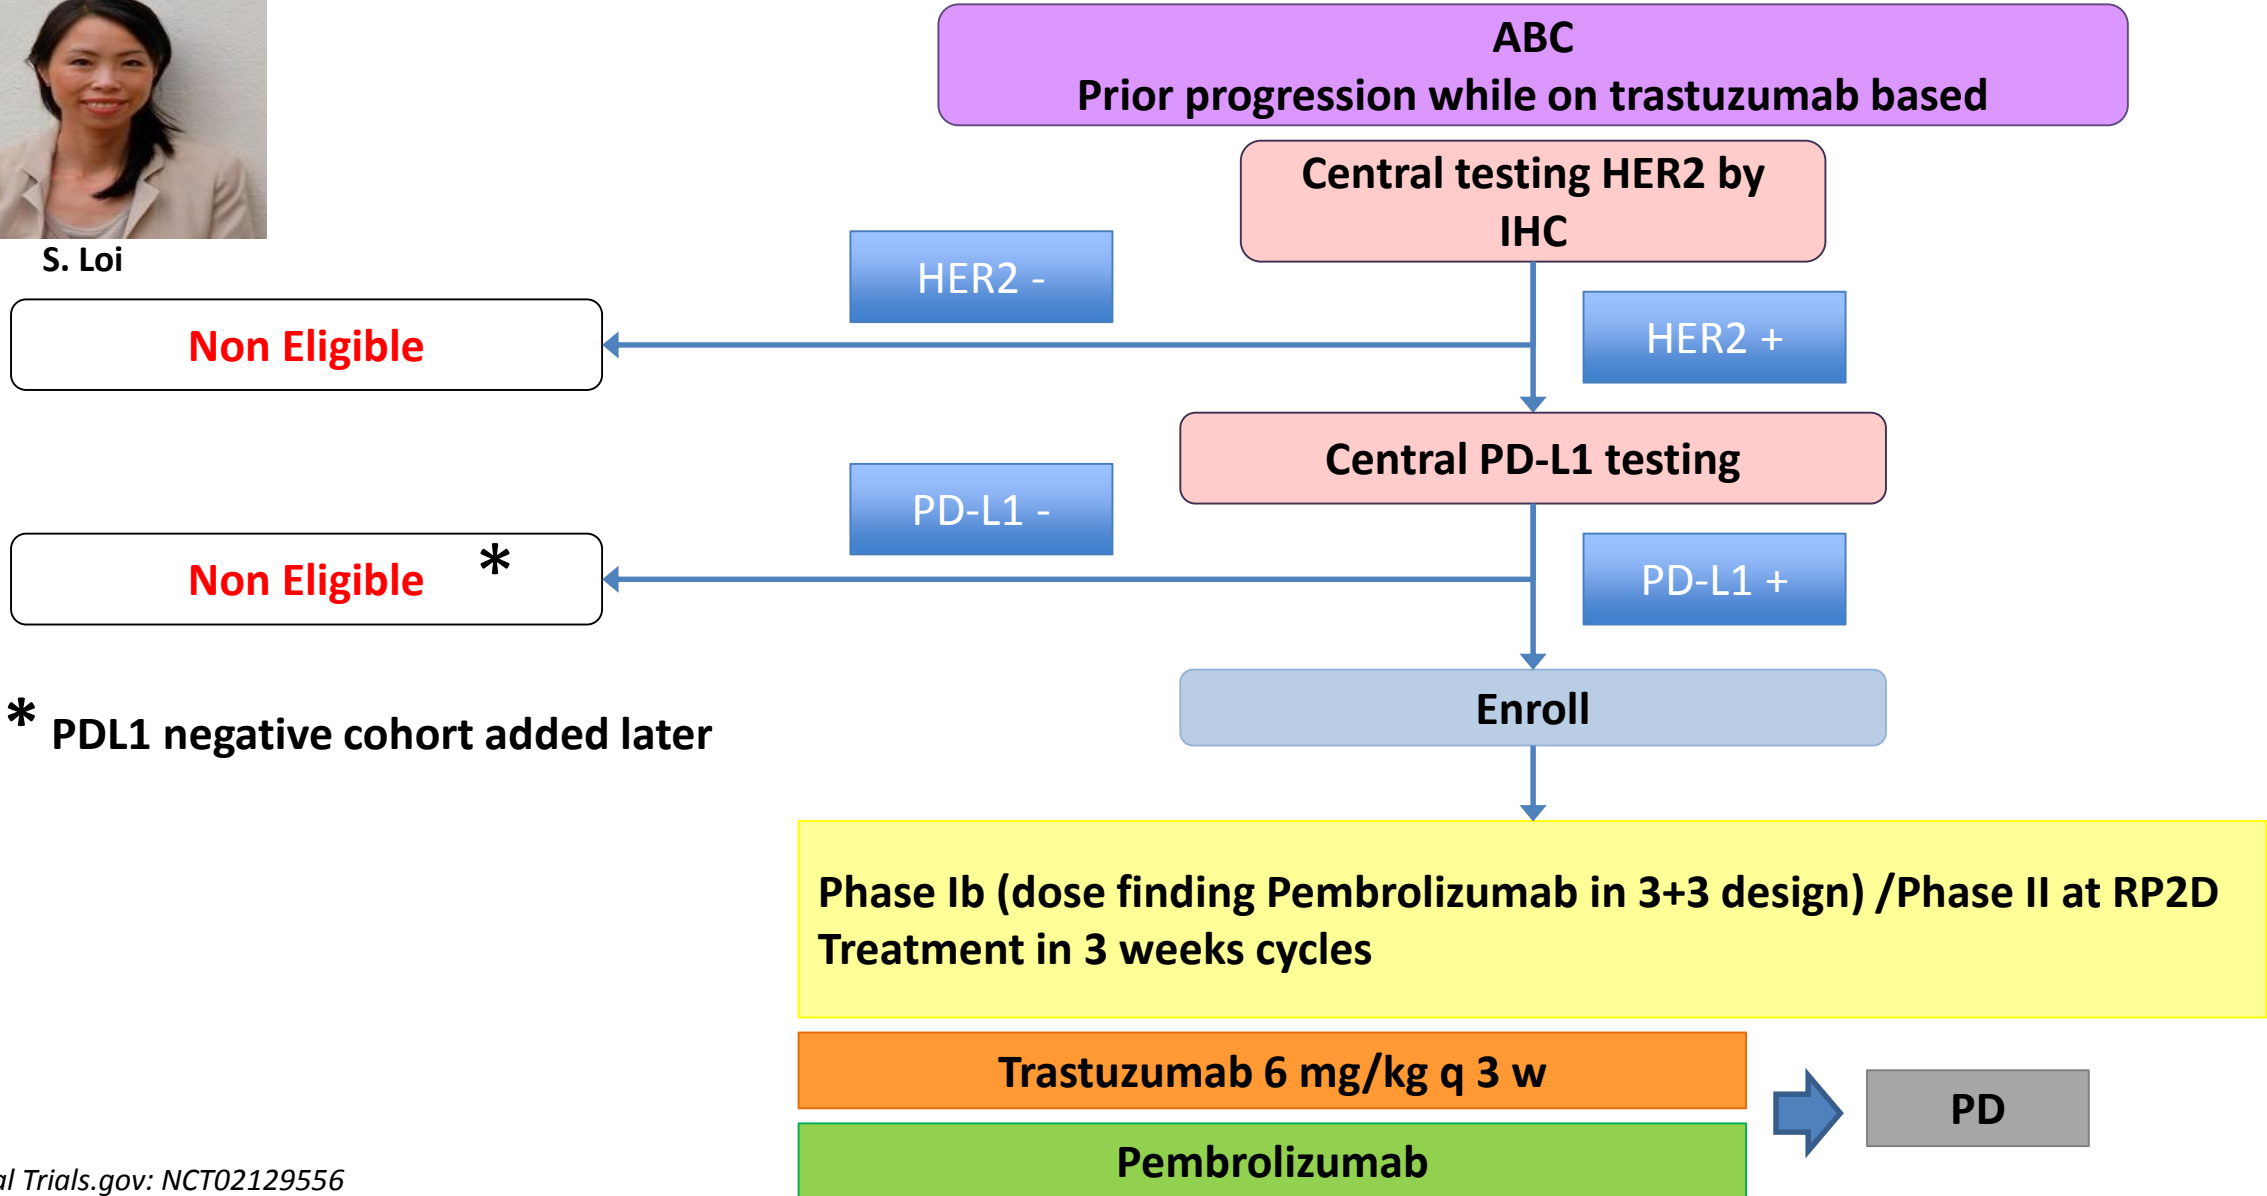 ABC
Prior progression while on trastuzumab based
Central testing HER2 by
IHC
S. Loi
HER2 -
HER2 +
Non Eligible
Central PD-L1 testing
PD-L1 -
PD-L1 +
Non Eligible *
Enroll
* PDL1 negative cohort added later
Phase Ib (dose finding Pembrolizumab in 3+3 design) /Phase II at RP2D
Treatment in 3 weeks cycles
Trastuzumab 6 mg/kg q 3 w
PD
Pembrolizumab
al Trials.gov: NCT02129556